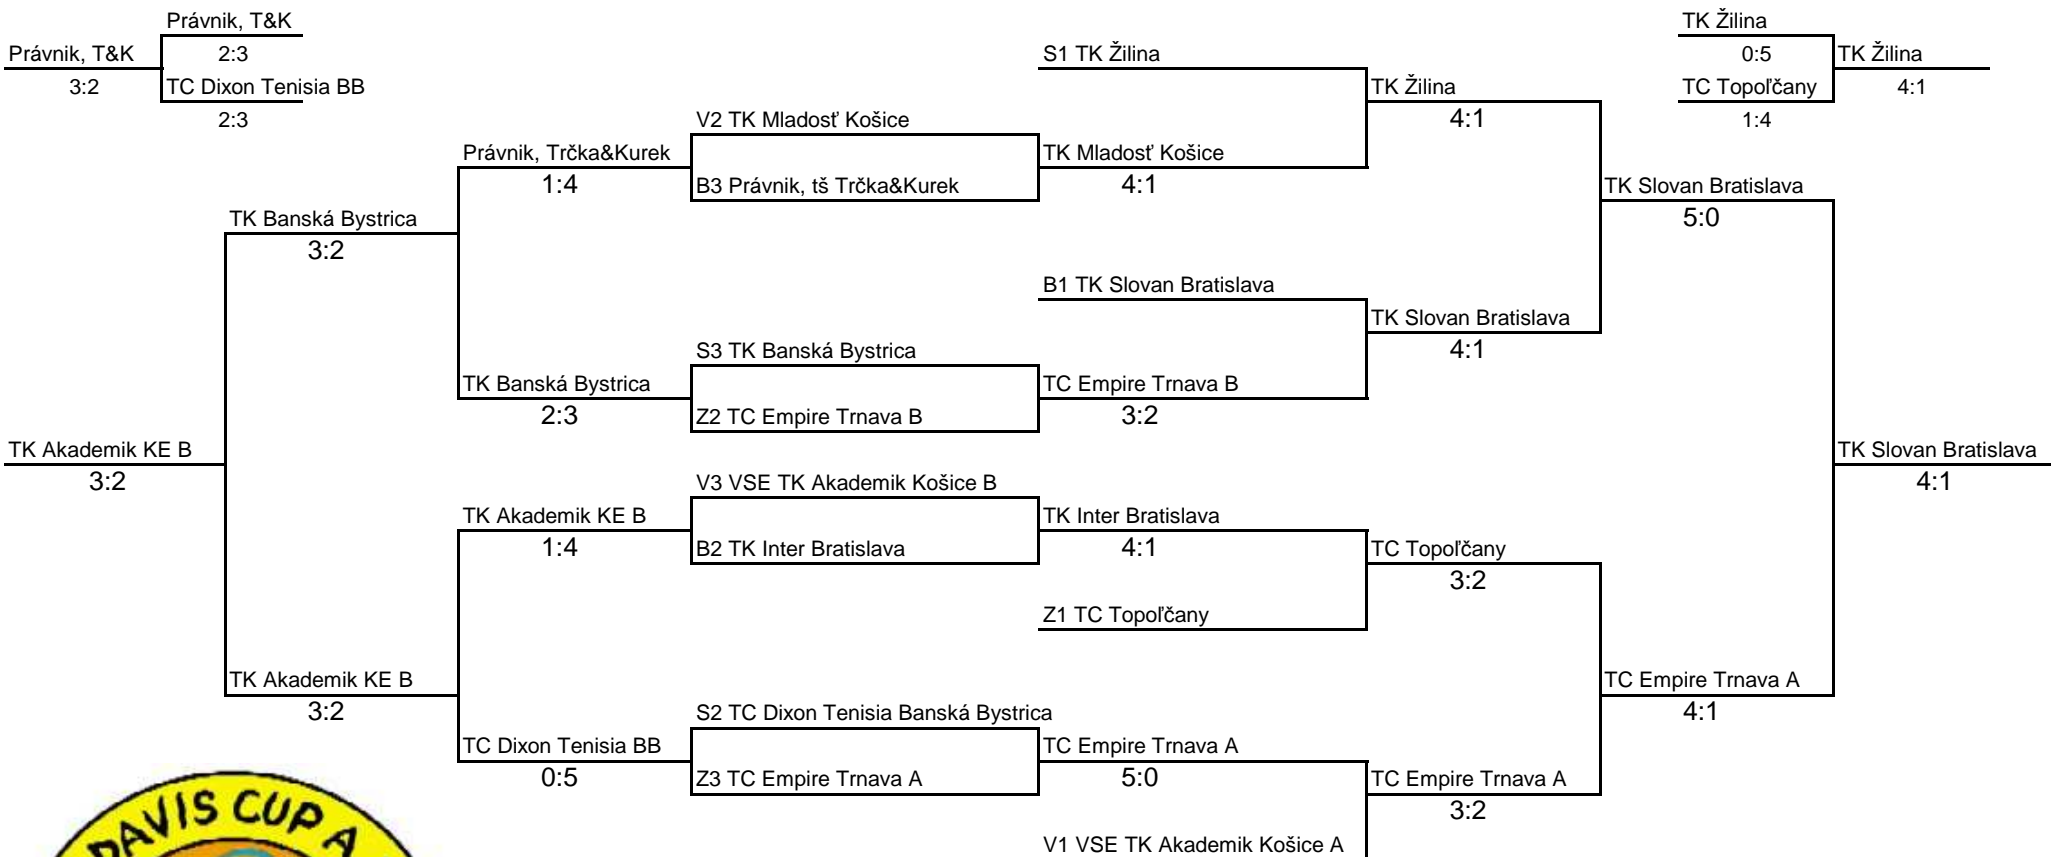 Právnik, T&K
TK Žilina
Právnik, T&K
2:3
S1 TK Žilina
0:5
TK Žilina
3:2
TC Dixon Tenisia BB
TK Žilina
TC Topoľčany
4:1
2:3
V2 TK Mladosť Košice
4:1
1:4
Právnik, Trčka&Kurek
TK Mladosť Košice
1:4
B3 Právnik, tš Trčka&Kurek
4:1
TK Slovan Bratislava
TK Banská Bystrica
5:0
3:2
B1 TK Slovan Bratislava
TK Slovan Bratislava
S3 TK Banská Bystrica
4:1
TK Banská Bystrica
TC Empire Trnava B
2:3
Z2 TC Empire Trnava B
3:2
TK Akademik KE B
TK Slovan Bratislava
3:2
V3 VSE TK Akademik Košice B
4:1
TK Akademik KE B
TK Inter Bratislava
1:4
B2 TK Inter Bratislava
4:1
TC Topoľčany
3:2
Z1 TC Topoľčany
TK Akademik KE B
TC Empire Trnava A
3:2
S2 TC Dixon Tenisia Banská Bystrica
4:1
TC Dixon Tenisia BB
TC Empire Trnava A
0:5
Z3 TC Empire Trnava A
5:0
TC Empire Trnava A
3:2
DAVIS CUP A
V1 VSE TK Akademik Košice A